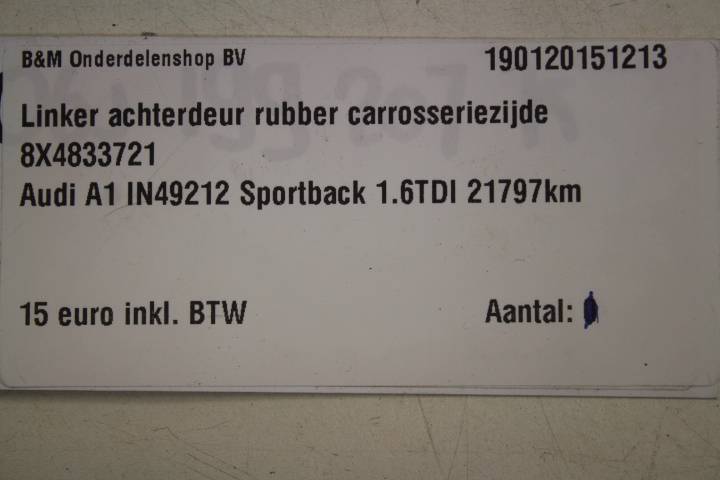 B&M Onderdelenshop BV 190120151213
Linker achterdeur rubber carrosseriezijde
8X4833721
Audi A1 IN49212 Sportback 1.6TDI 21797km
15 euro inkl. BTW Aantal: